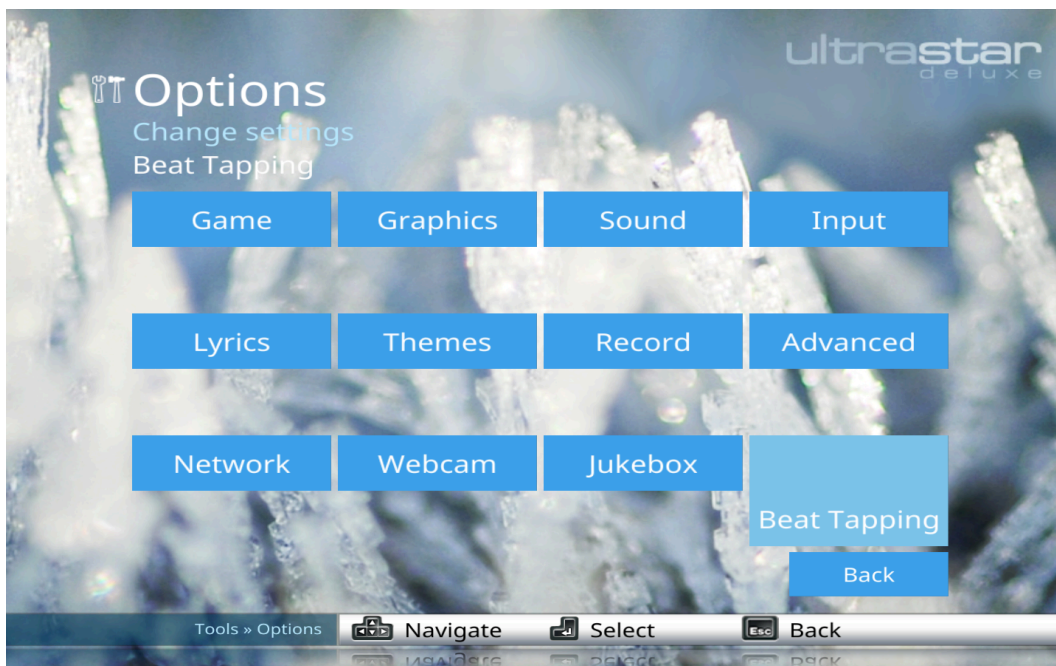 ultrastar
deluxe
Options
Change settings
Beat Tapping
Game Graphics Sound Input
Lyrics Themes Record Advanced
Network Webcam Jukebox Beat Tapping
Back
Tools » Options Navigate Select Esc Back